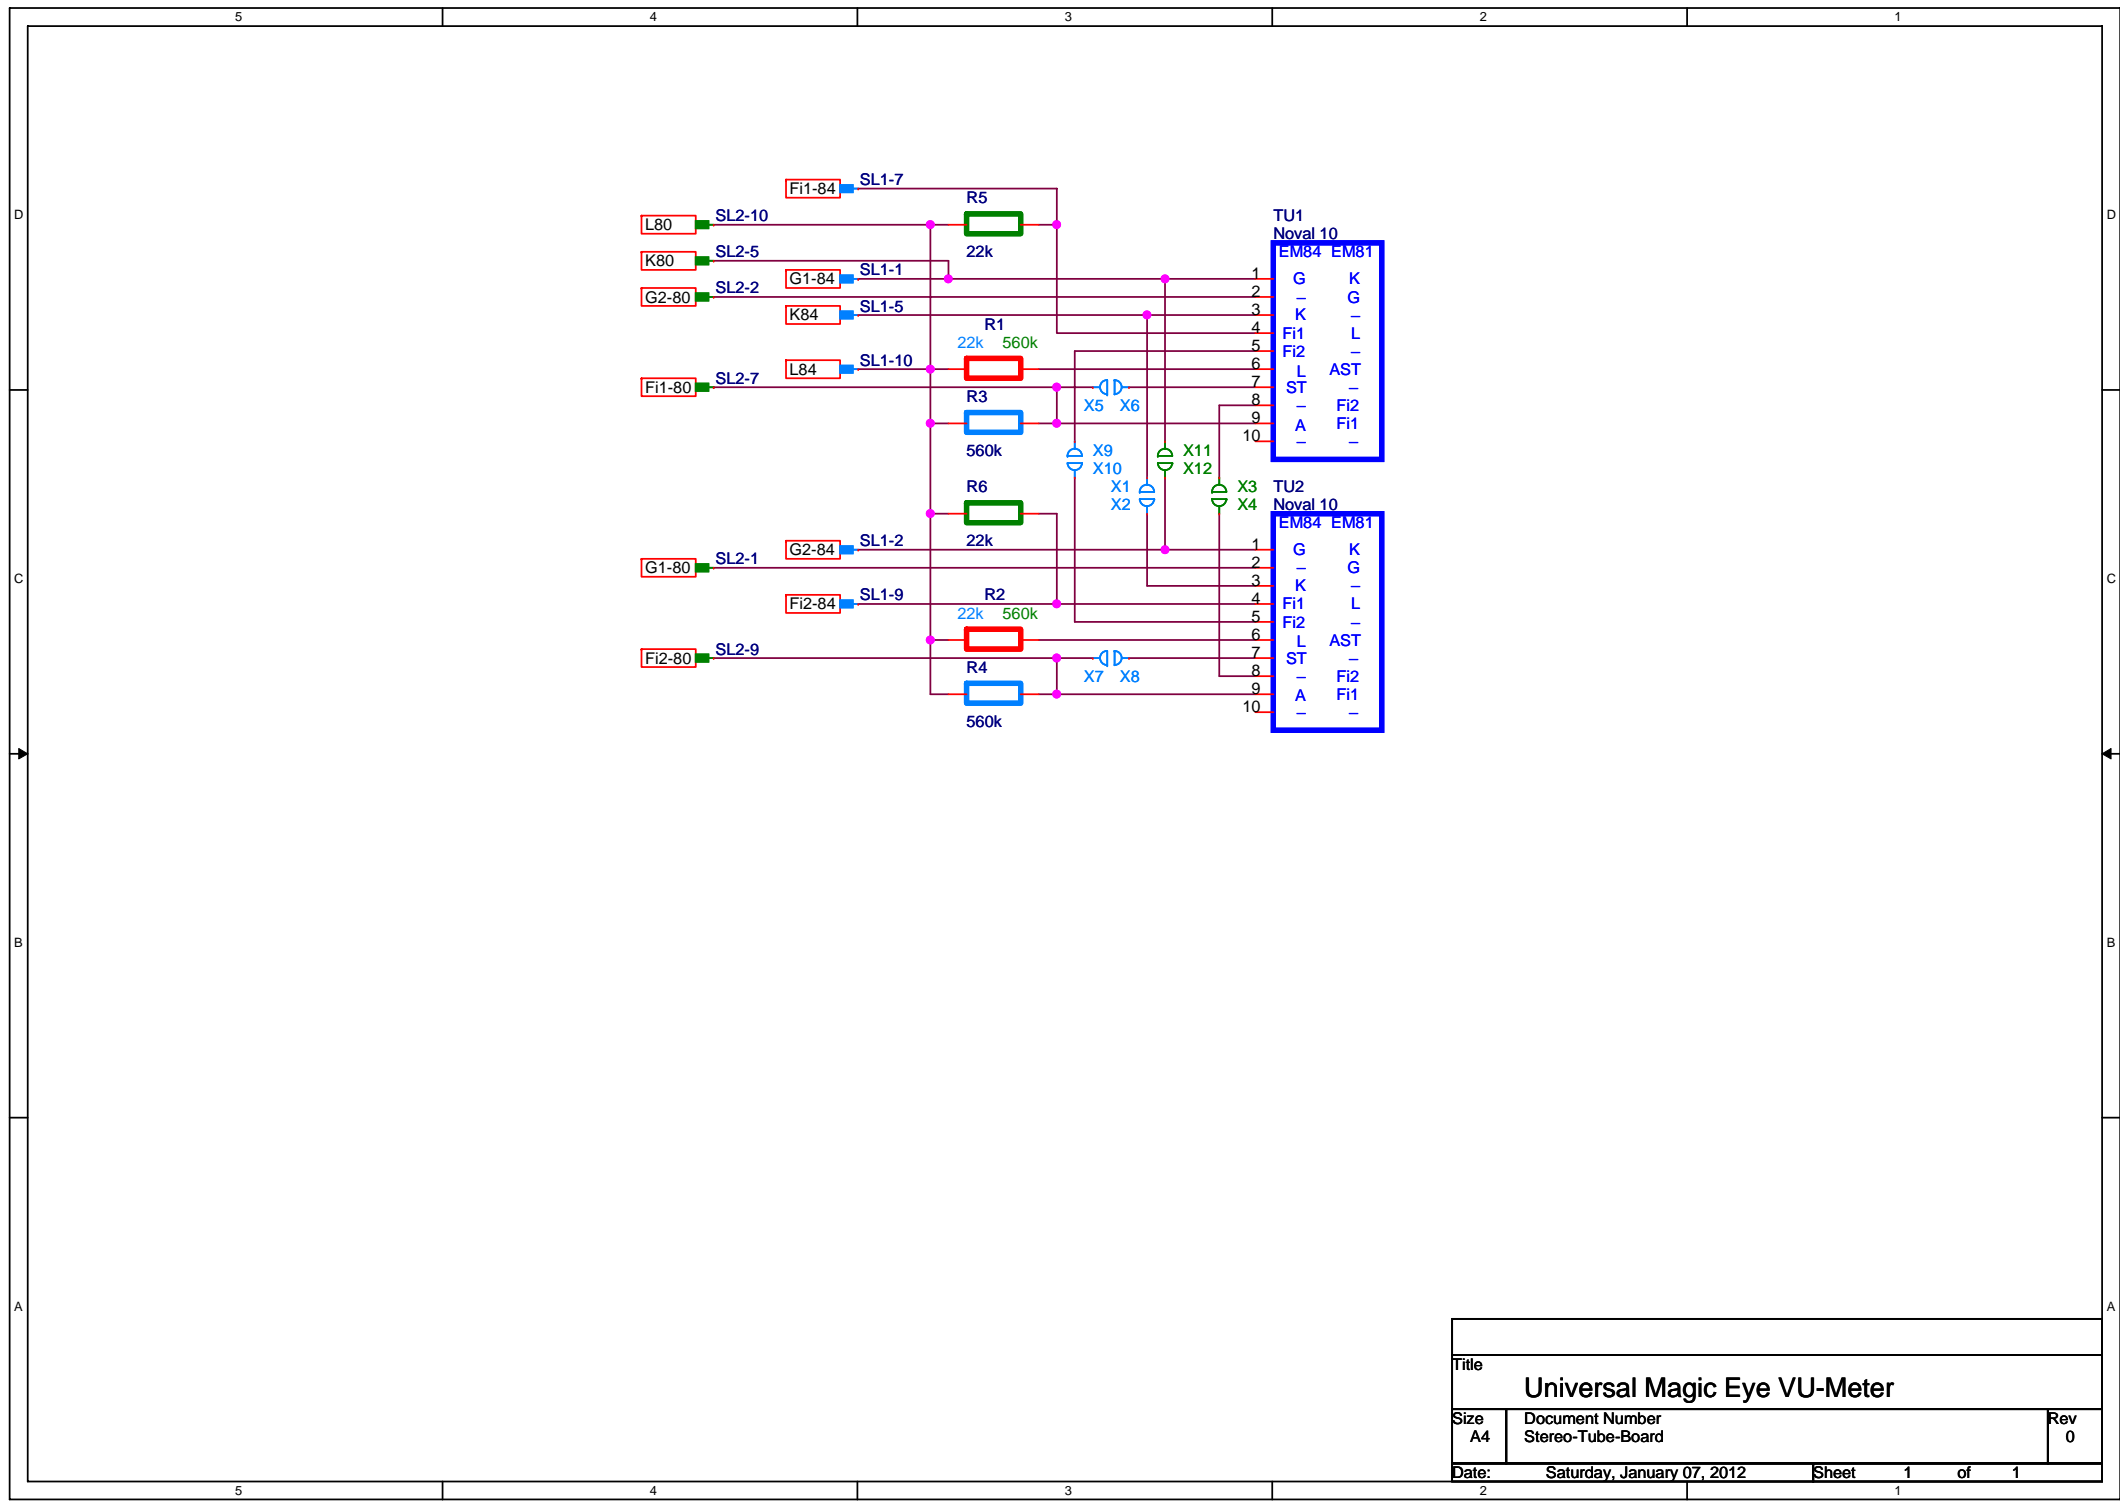 5 4 3 2 1
D D
C C
B B
A A
Fi1-84 SL1-7
R5
L80 SL2-10
22k
K80 SL2-5
G1-84 SL1-1
G2-80 SL2-2
K84 SL1-5
R1
22k 560k
L84 SL1-10
Fi1-80 SL2-7
X5 X6
R3
560k
X9
X10
X11
X12
X1
X2
X3
X4
R6
22k
G2-84 SL1-2
G1-80 SL2-1
R2
Fi2-84 SL1-9
22k 560k
Fi2-80 SL2-9
X7 X8
R4
560k
TU1
Noval 10
EM84 EM81
1 G K
2 – G
3 K –
4 Fi1 L
5 Fi2 –
6 L AST
7 ST –
8 – Fi2
9 A Fi1
10 – –
TU2
Noval 10
EM84 EM81
1 G K
2 – G
3 K –
4 Fi1 L
5 Fi2 –
6 L AST
7 ST –
8 – Fi2
9 A Fi1
10 – –
Title
Universal Magic Eye VU-Meter
Size Document Number Rev
A4 Stereo-Tube-Board 0
Date: Saturday, January 07, 2012 Sheet 1 of 1
5 4 3 2 1